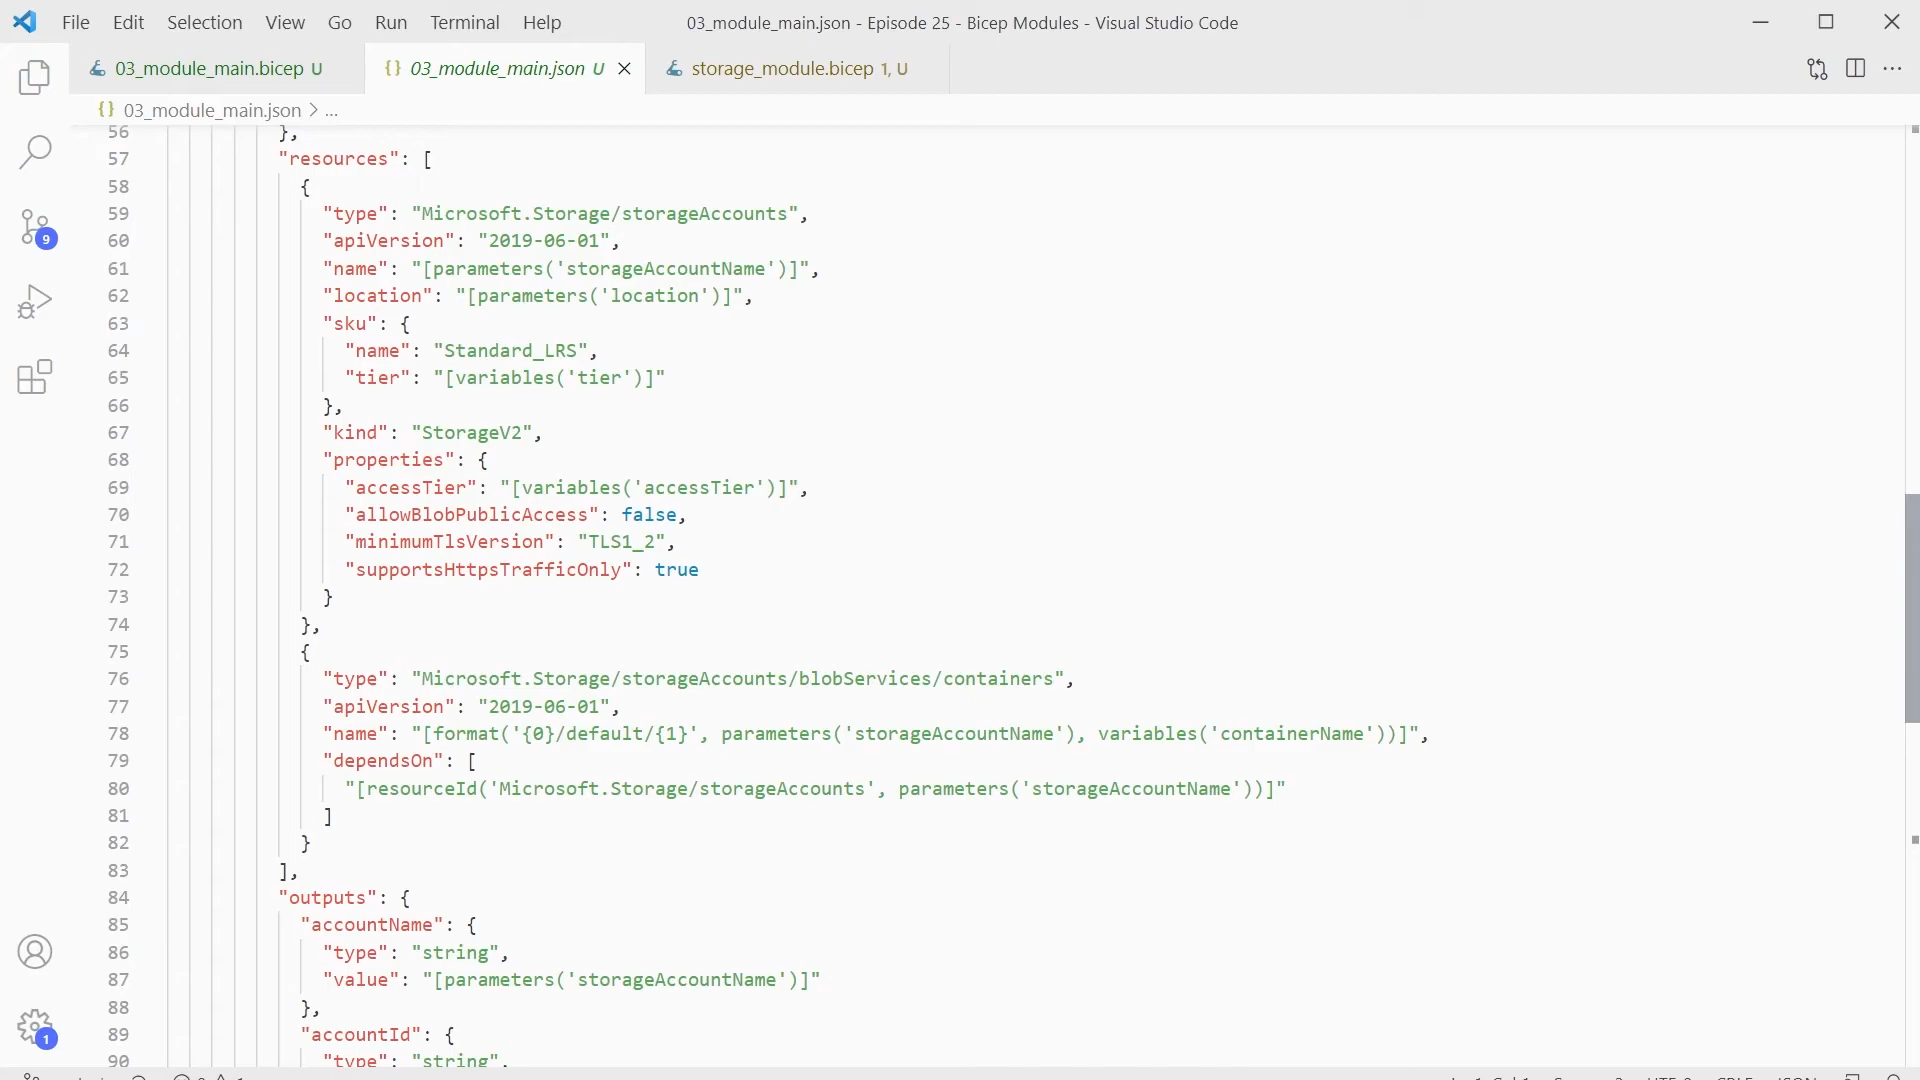 File Edit Selection View Go Run Terminal Help 03_module_main.json - Episode 25 - Bicep Modules - Visual Studio Code
03_module_main.bicep U {} 03_module_main.json U storage_module.bicep 1, U
{} 03_module_main.json > ...
56 },
57 "resources": [
58 {
59 "type": "Microsoft.Storage/storageAccounts",
60 "apiVersion": "2019-06-01",
61 "name": "[parameters('storageAccountName')]",
62 "location": "[parameters('location')]",
63 "sku": {
64 "name": "Standard_LRS",
65 "tier": "[variables('tier')]"
66 },
67 "kind": "StorageV2",
68 "properties": {
69 "accessTier": "[variables('accessTier')]",
70 "allowBlobPublicAccess": false,
71 "minimumTlsVersion": "TLS1_2",
72 "supportsHttpsTrafficOnly": true
73 }
74 },
75 {
76 "type": "Microsoft.Storage/storageAccounts/blobServices/containers",
77 "apiVersion": "2019-06-01",
78 "name": "[format('{0}/default/{1}', parameters('storageAccountName'), variables('containerName'))]",
79 "dependsOn": [
80 "[resourceId('Microsoft.Storage/storageAccounts', parameters('storageAccountName'))]"
81 ]
82 }
83 ],
84 "outputs": {
85 "accountName": {
86 "type": "string",
87 "value": "[parameters('storageAccountName')]"
88 },
89 "accountId": {
90 "type": "string",
9
1